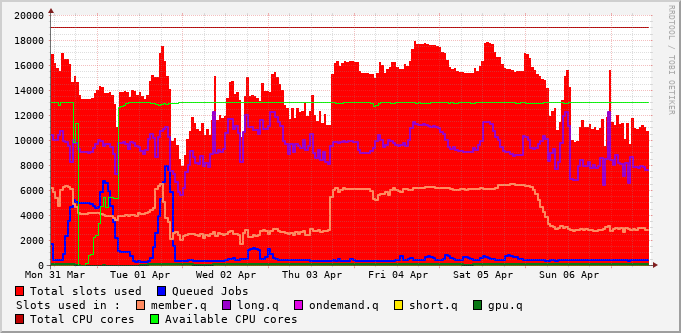 20000
18000
16000
14000
12000
10000
8000
6000
4000
2000
0
Mon 31 Mar Tue 01 Apr Wed 02 Apr Thu 03 Apr Fri 04 Apr Sat 05 Apr Sun 06 Apr
Total slots used Queued Jobs
Slots used in : member.q long.q ondemand.q short.q gpu.q
Total CPU cores Available CPU cores
RRDTOOL / TOBI OETIKER